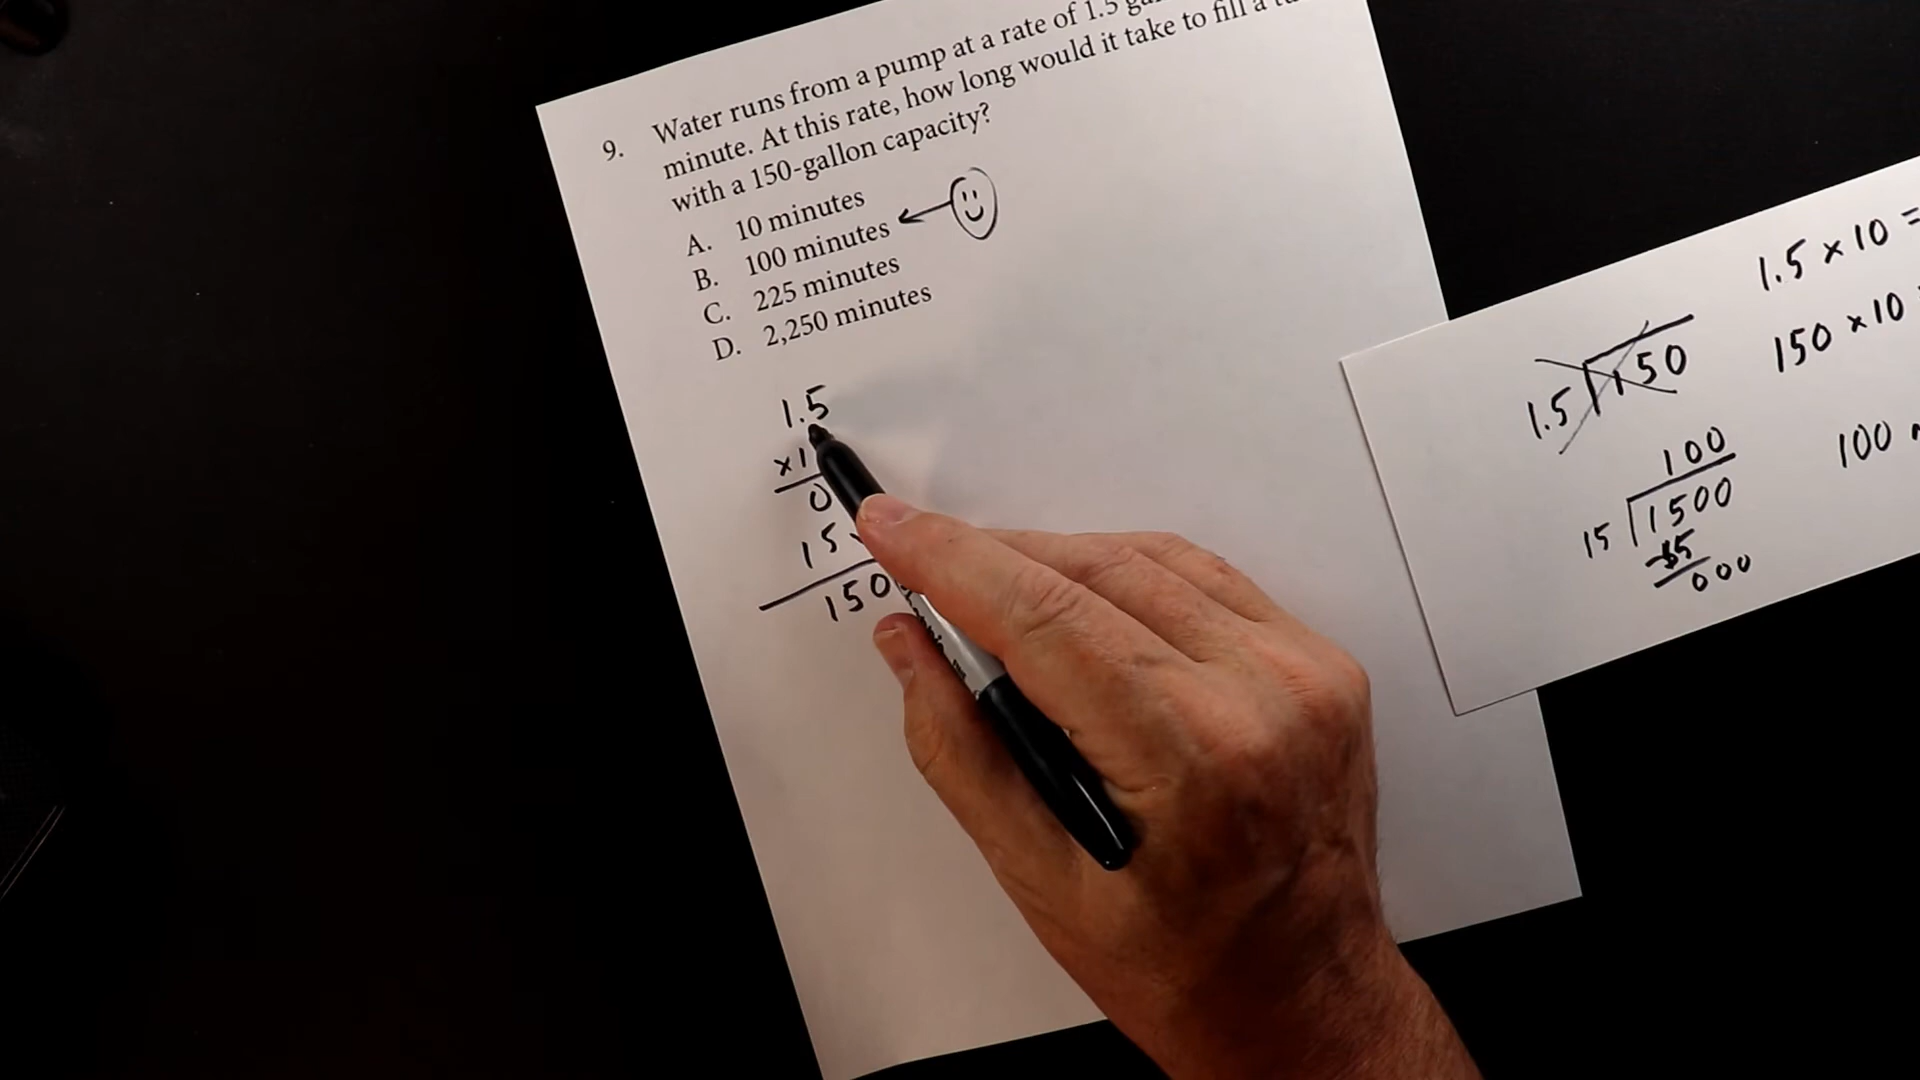 9. Water runs from a pump at a rate of 1.5
minute. At this rate, how long would it take to fill a
with a 150-gallon capacity?
A. 10 minutes
B. 100 minutes
C. 225 minutes
D. 2,250 minutes
1.5
×1
0
15
150
1.5 × 10 =
150 × 10
1.5 150
100
15 1500
-15
000
100